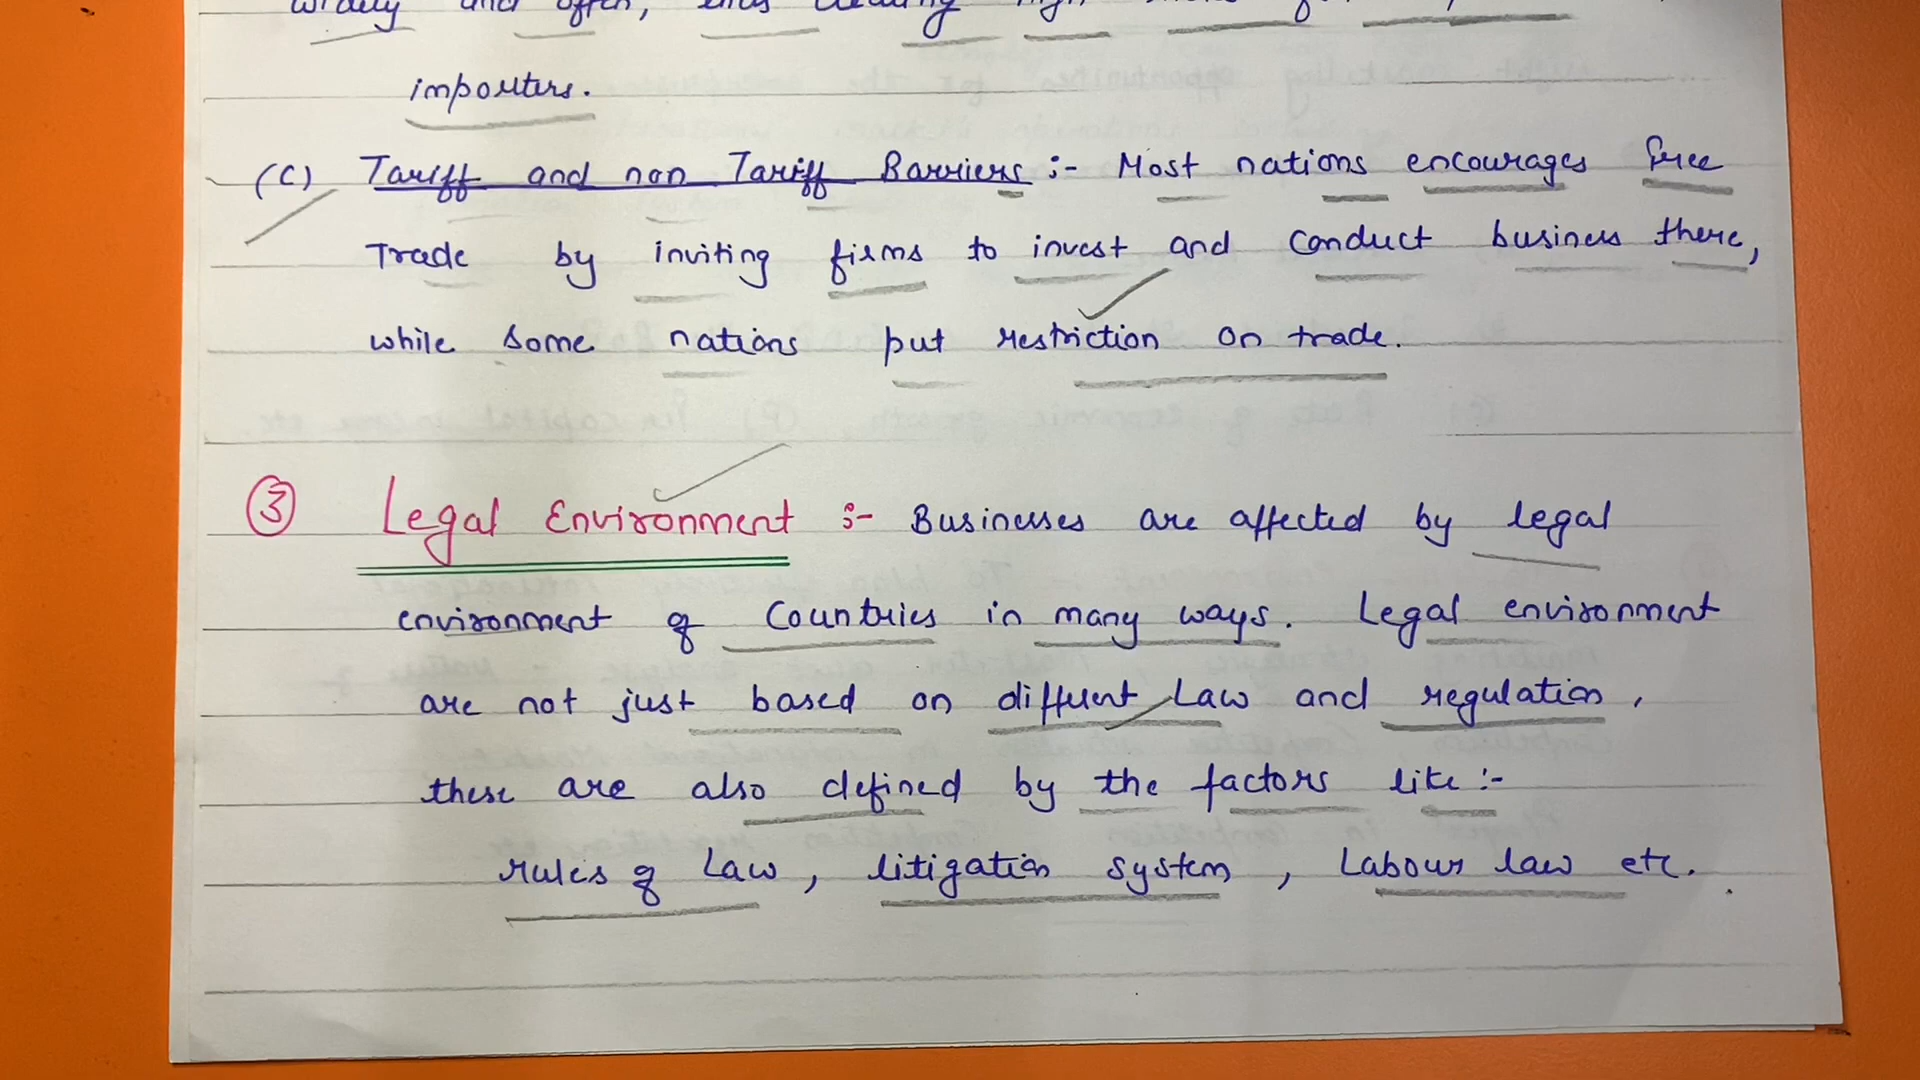 widely and often,
importers.
(C) Tariff and non Tariff Barriers :- Most nations encourages free
Trade by inviting firms to invest and conduct business there,
while some nations put restriction on trade.
③ Legal Environment :- Businesses are affected by legal
environment of Countries in many ways. Legal environment
are not just based on different Law and regulation,
these are also defined by the factors like :-
rules of Law, litigation system, Labour law etc.